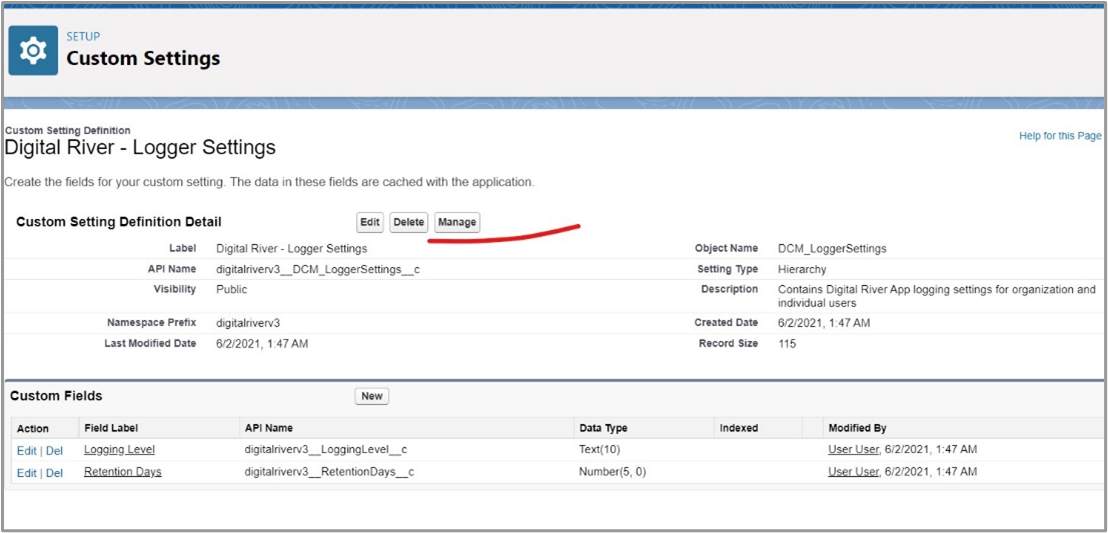 SETUP
Custom Settings
Custom Setting Definition
Digital River - Logger Settings
Help for this Page
Create the fields for your custom setting. The data in these fields are cached with the application.
Custom Setting Definition Detail Edit Delete Manage
Label Digital River - Logger Settings Object Name DCM_LoggerSettings
API Name digitalriverv3__DCM_LoggerSettings__c Setting Type Hierarchy
Visibility Public Description Contains Digital River App logging settings for organization and
individual users
Namespace Prefix digitalriverv3 Created Date 6/2/2021, 1:47 AM
Last Modified Date 6/2/2021, 1:47 AM Record Size 115
Custom Fields New
Action Field Label API Name Data Type Indexed Modified By
Edit | Del Logging Level digitalriverv3__LoggingLevel__c Text(10) User User, 6/2/2021, 1:47 AM
Edit | Del Retention Days digitalriverv3__RetentionDays__c Number(5, 0) User User, 6/2/2021, 1:47 AM